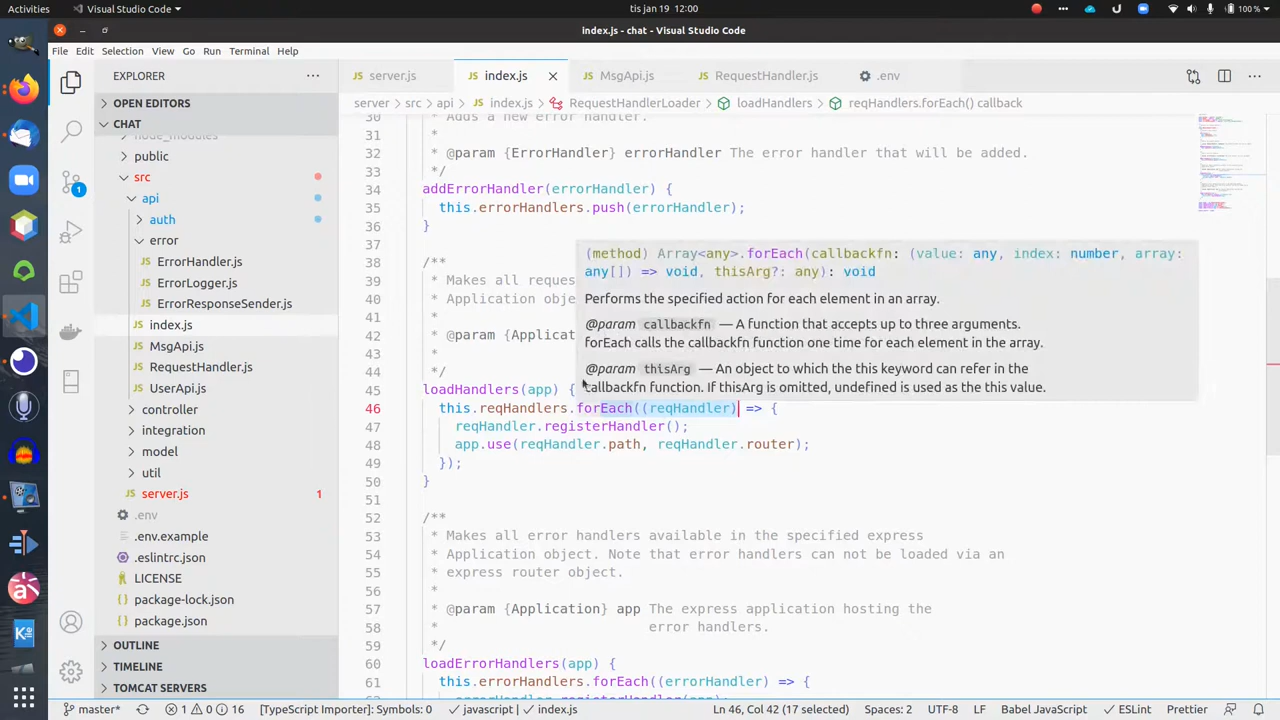 Activities
Visual Studio Code
tis jan 19 12:00
100 %
index.js - chat - Visual Studio Code
File Edit Selection View Go Run Terminal Help
EXPLORER
server.js
index.js
MsgApi.js
RequestHandler.js
.env
OPEN EDITORS
CHAT
node_modules
public
src
api
auth
error
ErrorHandler.js
ErrorLogger.js
ErrorResponseSender.js
index.js
MsgApi.js
RequestHandler.js
UserApi.js
controller
integration
model
util
server.js 1
.env
.env.example
.eslintrc.json
LICENSE
package-lock.json
package.json
OUTLINE
TIMELINE
TOMCAT SERVERS
1
server > src > api > index.js > RequestHandlerLoader > loadHandlers > reqHandlers.forEach() callback
30 * Adds a new error handler.
31 *
32 * @param {ErrorHandler} errorHandler The error handler that will be added.
33 */
34 addErrorHandler(errorHandler) {
35 this.errorHandlers.push(errorHandler);
36 }
37
38 /**
39 * Makes all reque
40 * Application obje
41 *
42 * @param {Applicat
43 *
44 */
45 loadHandlers(app) {
46 this.reqHandlers.forEach((reqHandler) => {
47 reqHandler.registerHandler();
48 app.use(reqHandler.path, reqHandler.router);
49 });
50 }
51
52 /**
53 * Makes all error handlers available in the specified express
54 * Application object. Note that error handlers can not be loaded via an
55 * express router object.
56 *
57 * @param {Application} app The express application hosting the
58 * error handlers.
59 */
60 loadErrorHandlers(app) {
61 this.errorHandlers.forEach((errorHandler) => {
(method) Array<any>.forEach(callbackfn: (value: any, index: number, array:
any[]) => void, thisArg?: any): void
Performs the specified action for each element in an array.
@param callbackfn — A function that accepts up to three arguments.
forEach calls the callbackfn function one time for each element in the array.
@param thisArg — An object to which the this keyword can refer in the
callbackfn function. If thisArg is omitted, undefined is used as the this value.
master* 1 0 16 [TypeScript Importer]: Symbols: 0 javascript | index.js Ln 46, Col 42 (17 selected) Spaces: 2 UTF-8 LF Babel JavaScript ESLint Prettier